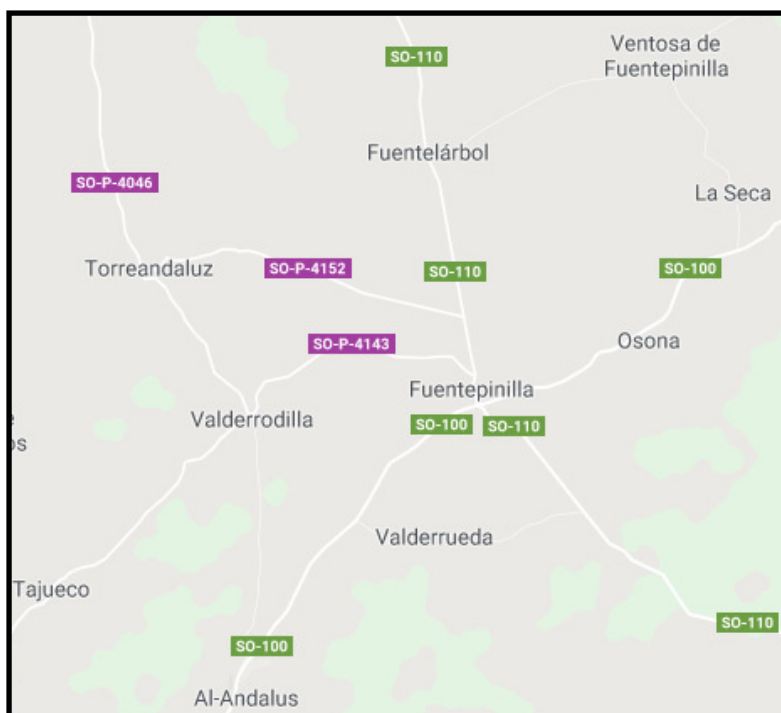 SO-110
Ventosa de
Fuentepinilla
Fuentelárbol
SO-P-4046
La Seca
Torreandaluz
SO-P-4152
SO-110
SO-100
SO-P-4143
Osona
Fuentepinilla
Valderrodilla
SO-100
SO-110
os
Valderrueda
Tajueco
SO-110
SO-100
Al-Andalus